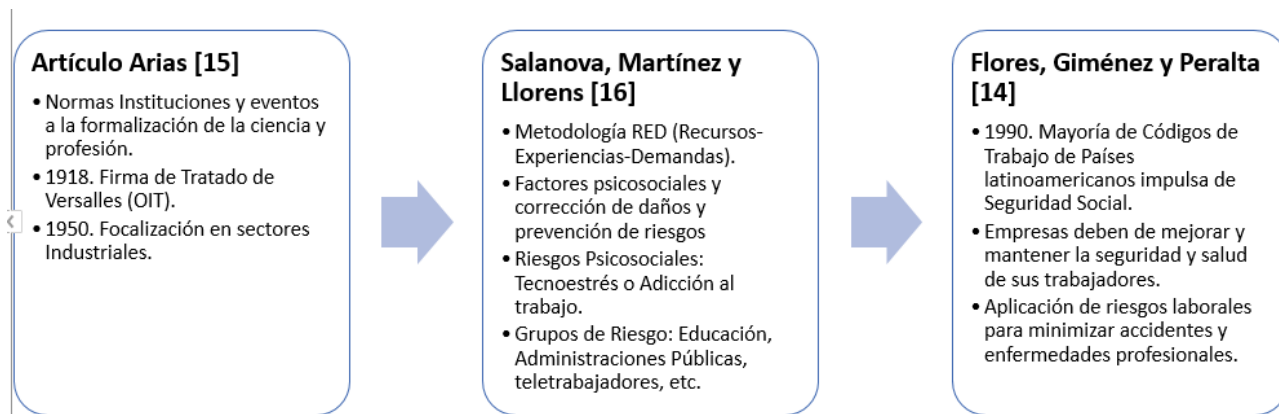 Artículo Arias [15]
• Normas Instituciones y eventos
a la formalización de la ciencia y
profesión.
• 1918. Firma de Tratado de
Versalles (OIT).
• 1950. Focalización en sectores
Industriales.
Salanova, Martínez y
Llorens [16]
• Metodología RED (Recursos-
Experiencias-Demandas).
• Factores psicosociales y
corrección de daños y
prevención de riesgos
• Riesgos Psicosociales:
Tecnoestrés o Adicción al
trabajo.
• Grupos de Riesgo: Educación,
Administraciones Públicas,
teletrabajadores, etc.
Flores, Giménez y Peralta
[14]
• 1990. Mayoría de Códigos de
Trabajo de Países
latinoamericanos impulsa de
Seguridad Social.
• Empresas deben de mejorar y
mantener la seguridad y salud
de sus trabajadores.
• Aplicación de riesgos laborales
para minimizar accidentes y
enfermedades profesionales.